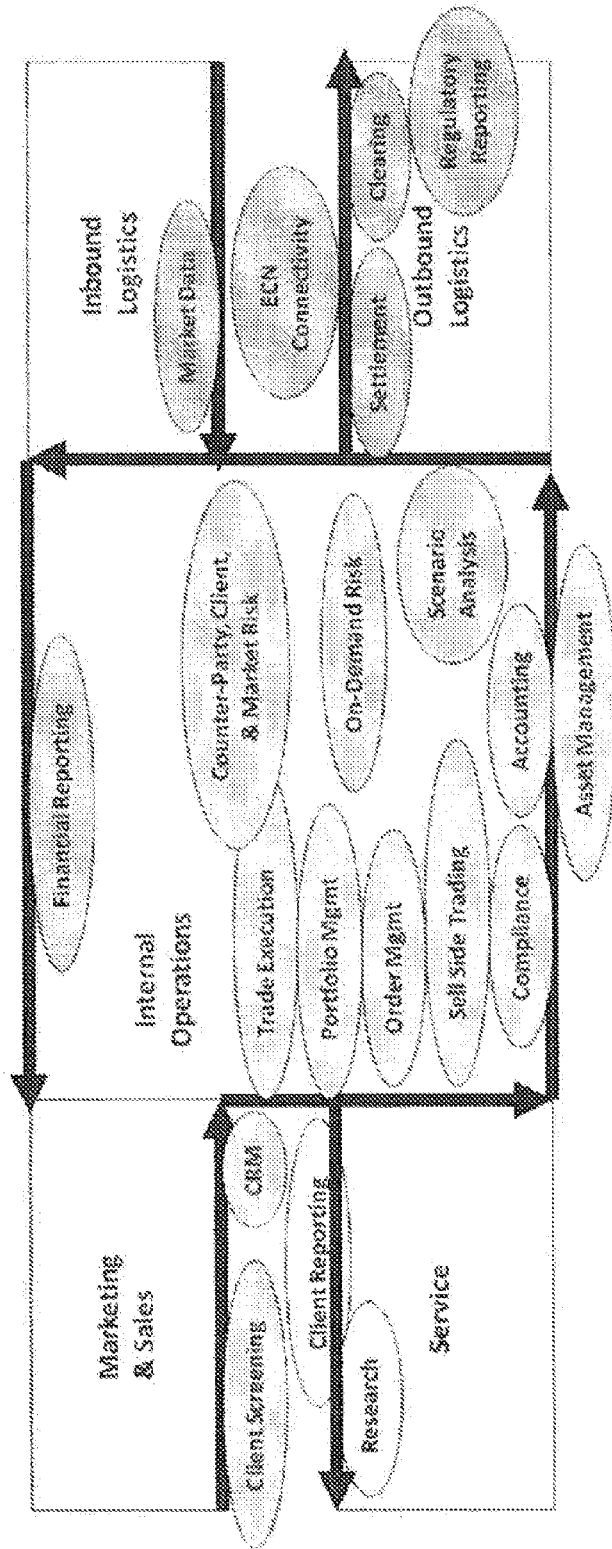 Marketing
& Sales
Client Screening
CRM
Client Reporting
Research
Service
Financial Reporting
Internal
Operations
Counter-Party, Client,
& Market Risk
Trade Execution
Portfolio Mgmt
On-Demand Risk
Order Mgmt
Sell Side Trading
Scenario
Analysis
Compliance
Accounting
Asset Management
Inbound
Logistics
Market Data
ECN
Connectivity
Settlement
Clearing
Outbound
Logistics
Regulatory
Reporting